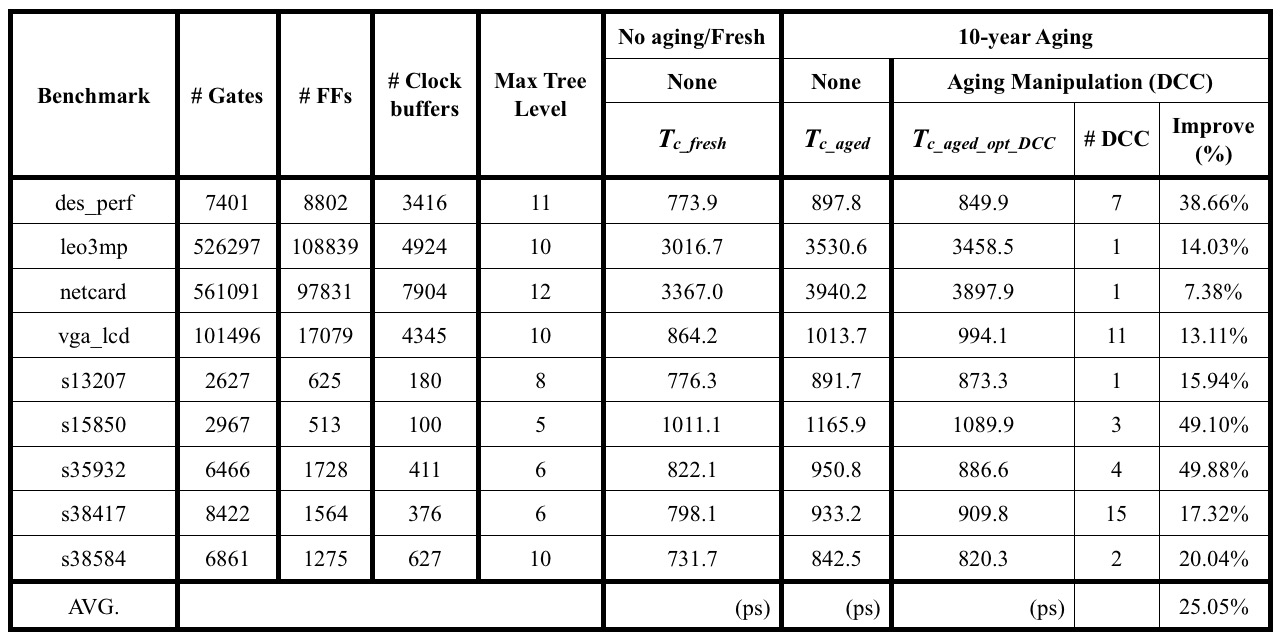 Benchmark # Gates # FFs # Clock buffers Max Tree Level No aging/Fresh 10-year Aging
None None Aging Manipulation (DCC)
Tc_fresh Tc_aged Tc_aged_opt_DCC # DCC Improve (%)
des_perf 7401 8802 3416 11 773.9 897.8 849.9 7 38.66%
leo3mp 526297 108839 4924 10 3016.7 3530.6 3458.5 1 14.03%
netcard 561091 97831 7904 12 3367.0 3940.2 3897.9 1 7.38%
vga_lcd 101496 17079 4345 10 864.2 1013.7 994.1 11 13.11%
s13207 2627 625 180 8 776.3 891.7 873.3 1 15.94%
s15850 2967 513 100 5 1011.1 1165.9 1089.9 3 49.10%
s35932 6466 1728 411 6 822.1 950.8 886.6 4 49.88%
s38417 8422 1564 376 6 798.1 933.2 909.8 15 17.32%
s38584 6861 1275 627 10 731.7 842.5 820.3 2 20.04%
AVG. (ps) (ps) (ps) 25.05%